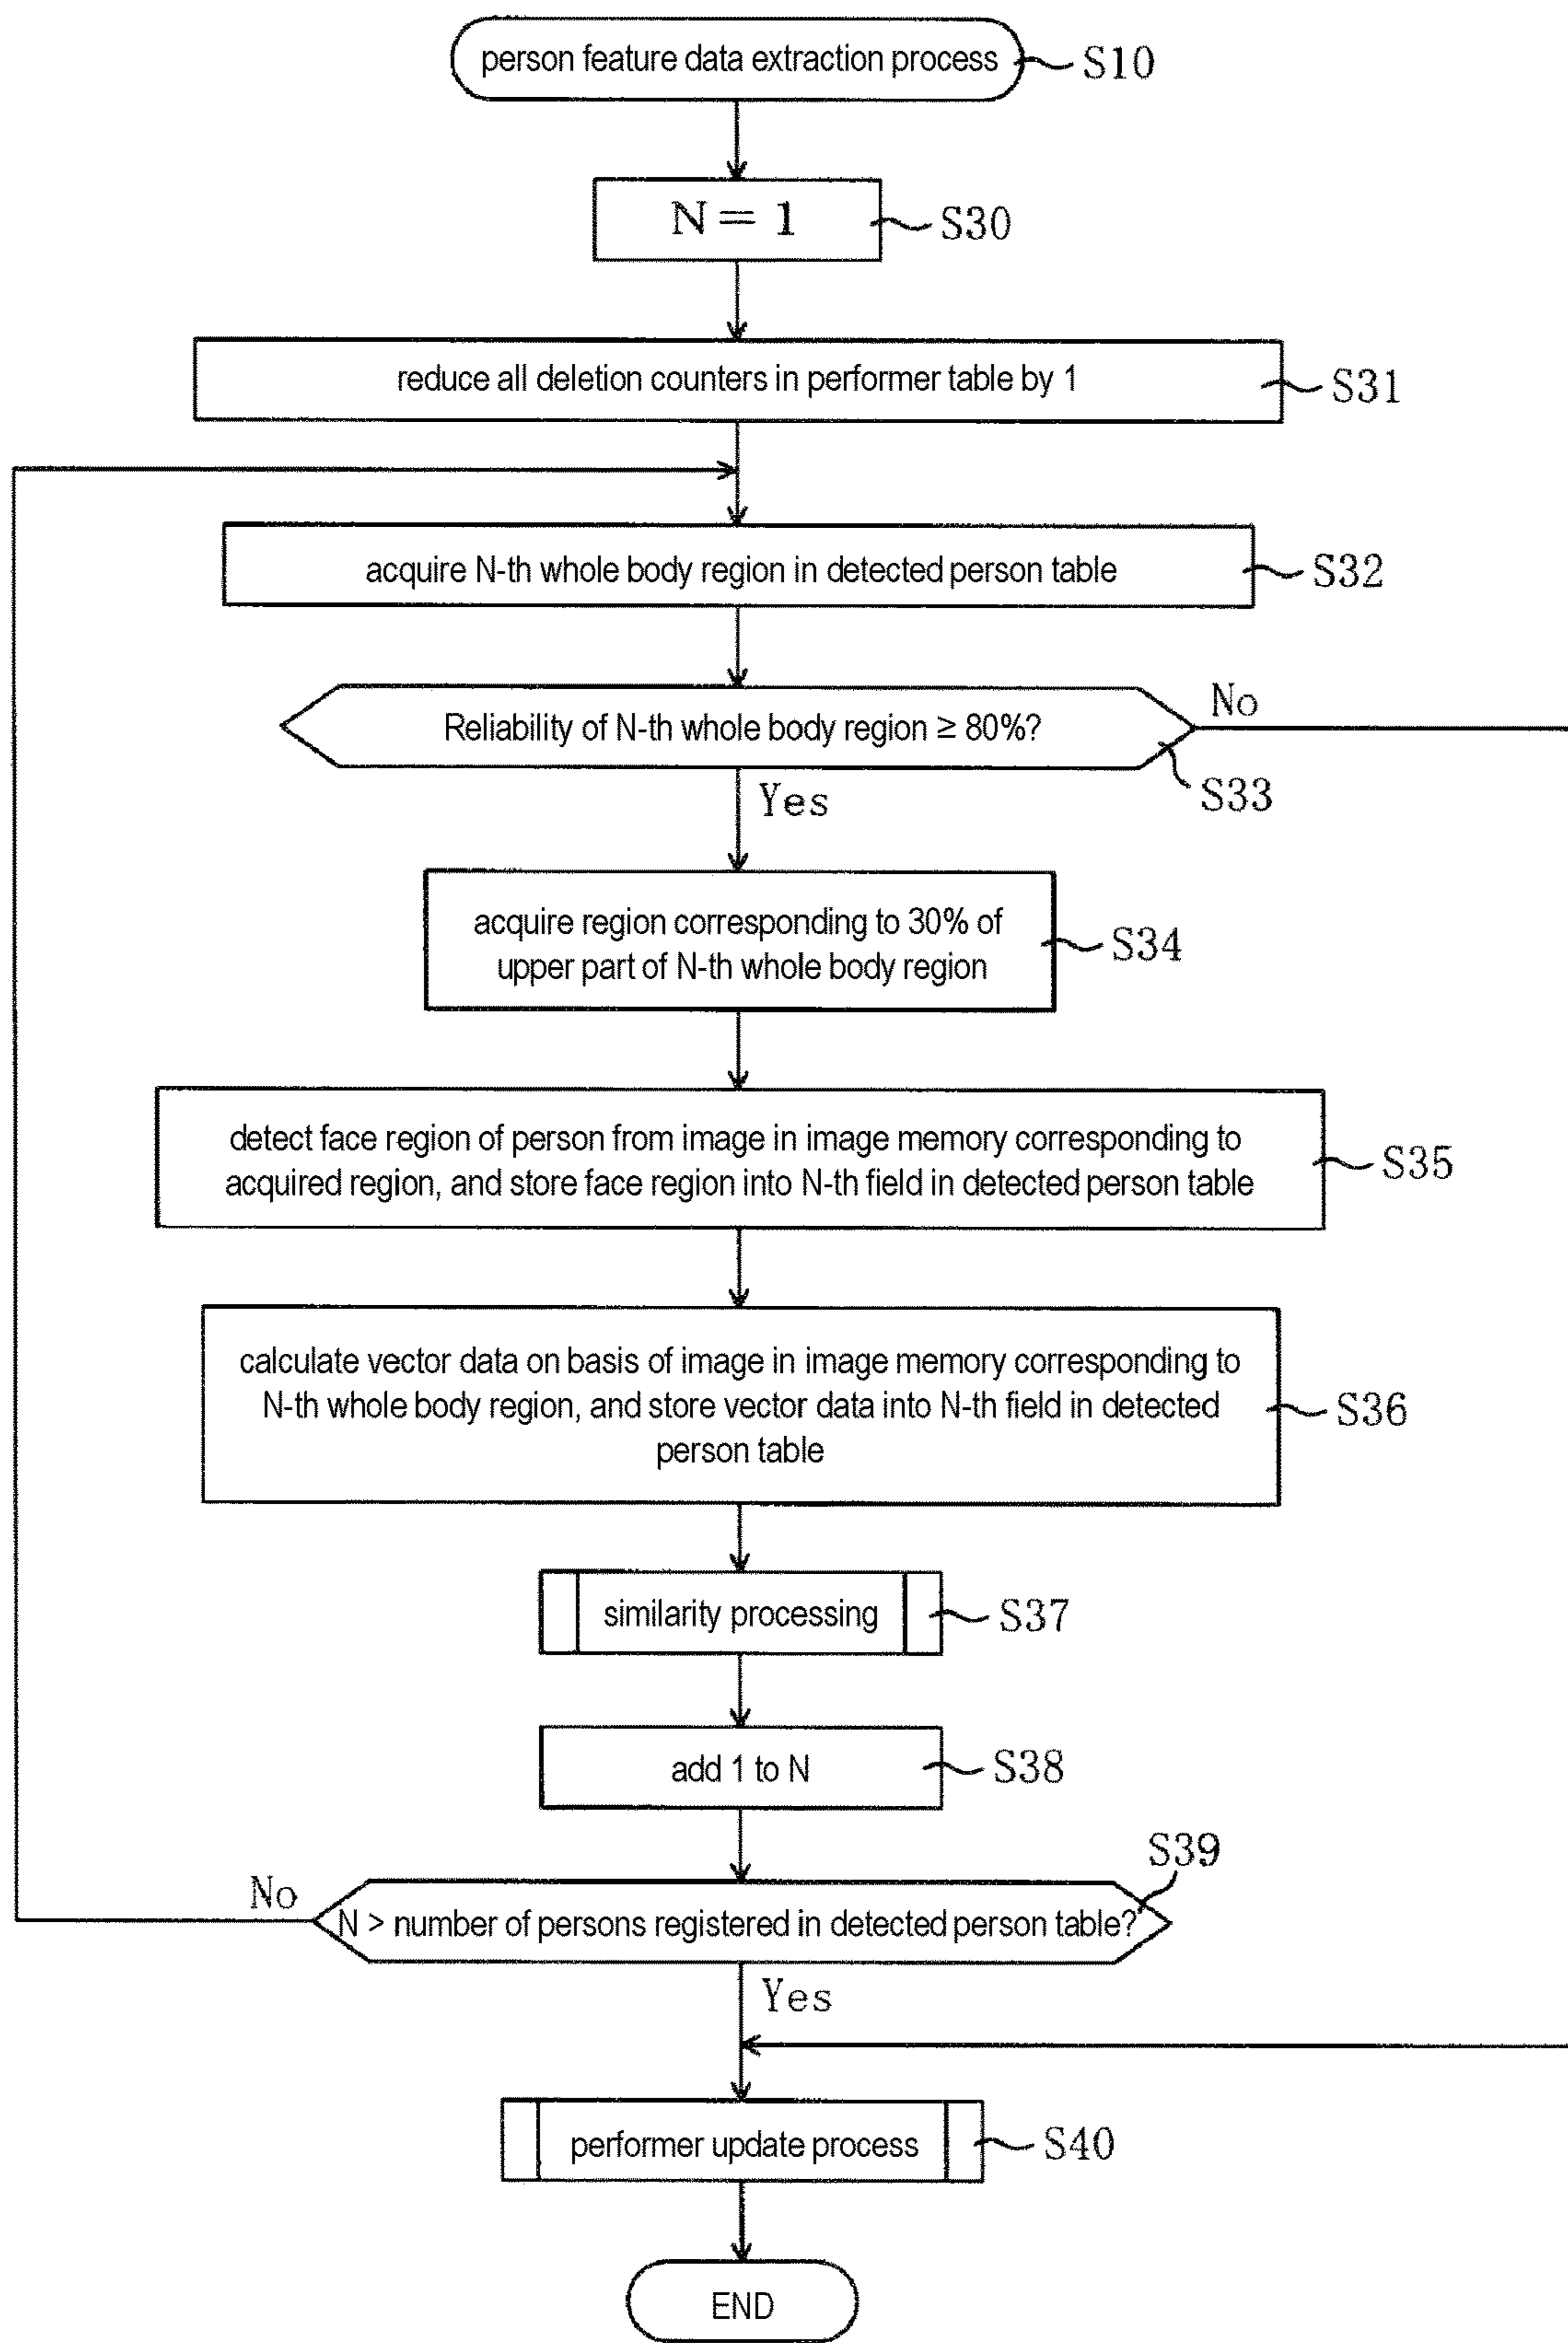 person feature data extraction process
S10
N = 1
S30
reduce all deletion counters in performer table by 1
S31
acquire N-th whole body region in detected person table
S32
Reliability of N-th whole body region ≥ 80%?
No
S33
Yes
acquire region corresponding to 30% of
upper part of N-th whole body region
S34
detect face region of person from image in image memory corresponding to
acquired region, and store face region into N-th field in detected person table
S35
calculate vector data on basis of image in image memory corresponding to
N-th whole body region, and store vector data into N-th field in detected
person table
S36
similarity processing
S37
add 1 to N
S38
S39
No
N > number of persons registered in detected person table?
Yes
performer update process
S40
END